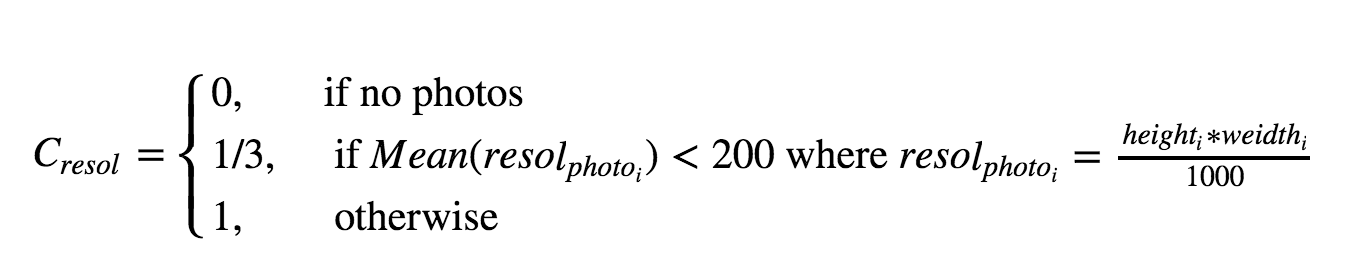 0, if no photos
C_resol = { 1/3, if Mean(resol_photo_i) < 200 where resol_photo_i = height_i*weidth_i / 1000
1, otherwise